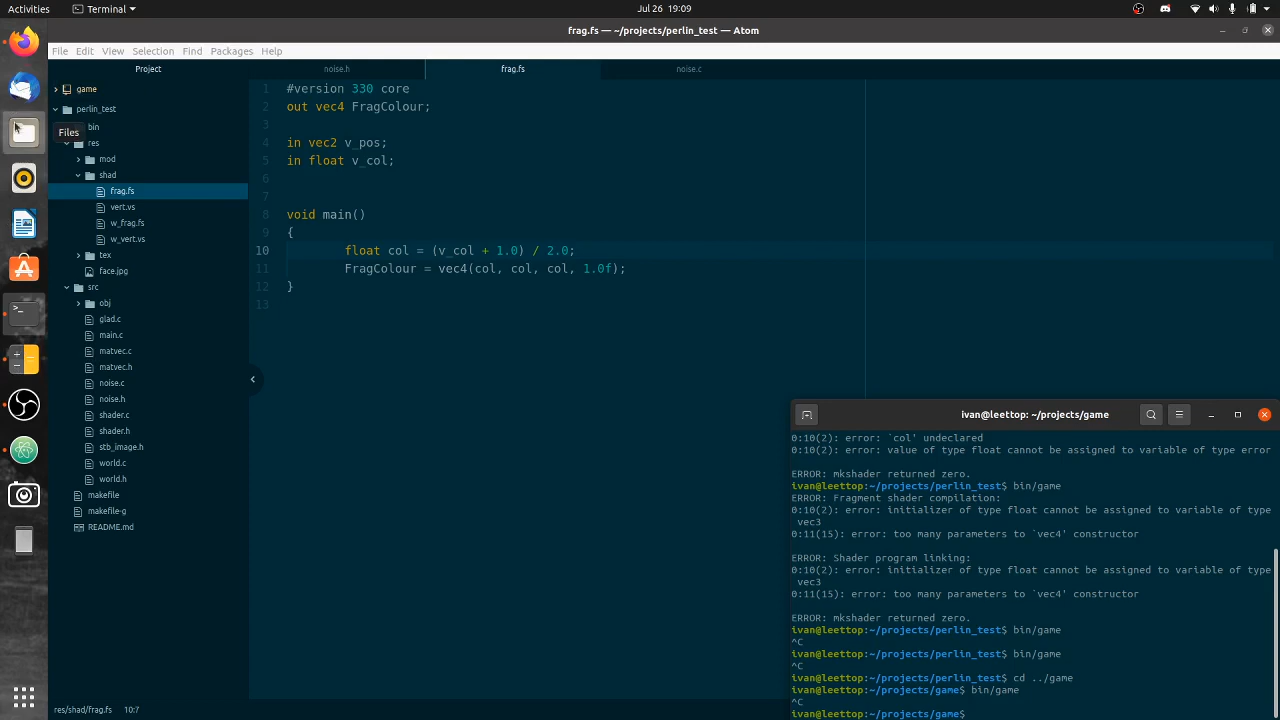 Activities
Terminal
Jul 26 19:09
frag.fs — ~/projects/perlin_test — Atom
File Edit View Selection Find Packages Help
Project
noise.h
frag.fs
noise.c
game
perlin_test
bin
res
mod
shad
frag.fs
vert.vs
w_frag.fs
w_vert.vs
tex
face.jpg
src
obj
glad.c
main.c
matvec.c
matvec.h
noise.c
noise.h
shader.c
shader.h
stb_image.h
world.c
world.h
makefile
makefile-g
README.md
Files
1 #version 330 core
2 out vec4 FragColour;
3
4 in vec2 v_pos;
5 in float v_col;
6
7
8 void main()
9 {
10 float col = (v_col + 1.0) / 2.0;
11 FragColour = vec4(col, col, col, 1.0f);
12 }
13
ivan@leettop: ~/projects/game
0:10(2): error: `col' undeclared
0:10(2): error: value of type float cannot be assigned to variable of type error
ERROR: mkshader returned zero.
ivan@leettop:~/projects/perlin_test$ bin/game
ERROR: Fragment shader compilation:
0:10(2): error: initializer of type float cannot be assigned to variable of type
vec3
0:11(15): error: too many parameters to `vec4' constructor
ERROR: Shader program linking:
0:10(2): error: initializer of type float cannot be assigned to variable of type
vec3
0:11(15): error: too many parameters to `vec4' constructor
ERROR: mkshader returned zero.
ivan@leettop:~/projects/perlin_test$ bin/game
^C
ivan@leettop:~/projects/perlin_test$ bin/game
^C
ivan@leettop:~/projects/perlin_test$ cd ../game
ivan@leettop:~/projects/game$ bin/game
^C
ivan@leettop:~/projects/game$
res/shad/frag.fs 10:7